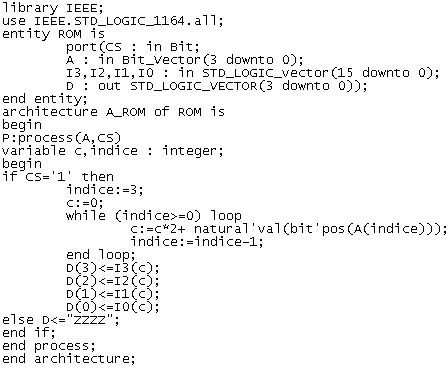 library IEEE;
use IEEE.STD_LOGIC_1164.all;
entity ROM is
port(CS : in Bit;
A : in Bit_Vector(3 downto 0);
I3,I2,I1,I0 : in STD_LOGIC_vector(15 downto 0);
D : out STD_LOGIC_VECTOR(3 downto 0));
end entity;
architecture A_ROM of ROM is
begin
P:process(A,CS)
variable c,indice : integer;
begin
if CS='1' then
indice:=3;
c:=0;
while (indice>=0) loop
c:=c*2+ natural'val(bit'pos(A(indice)));
indice:=indice-1;
end loop;
D(3)<=I3(c);
D(2)<=I2(c);
D(1)<=I1(c);
D(0)<=I0(c);
else D<="ZZZZ";
end if;
end process;
end architecture;